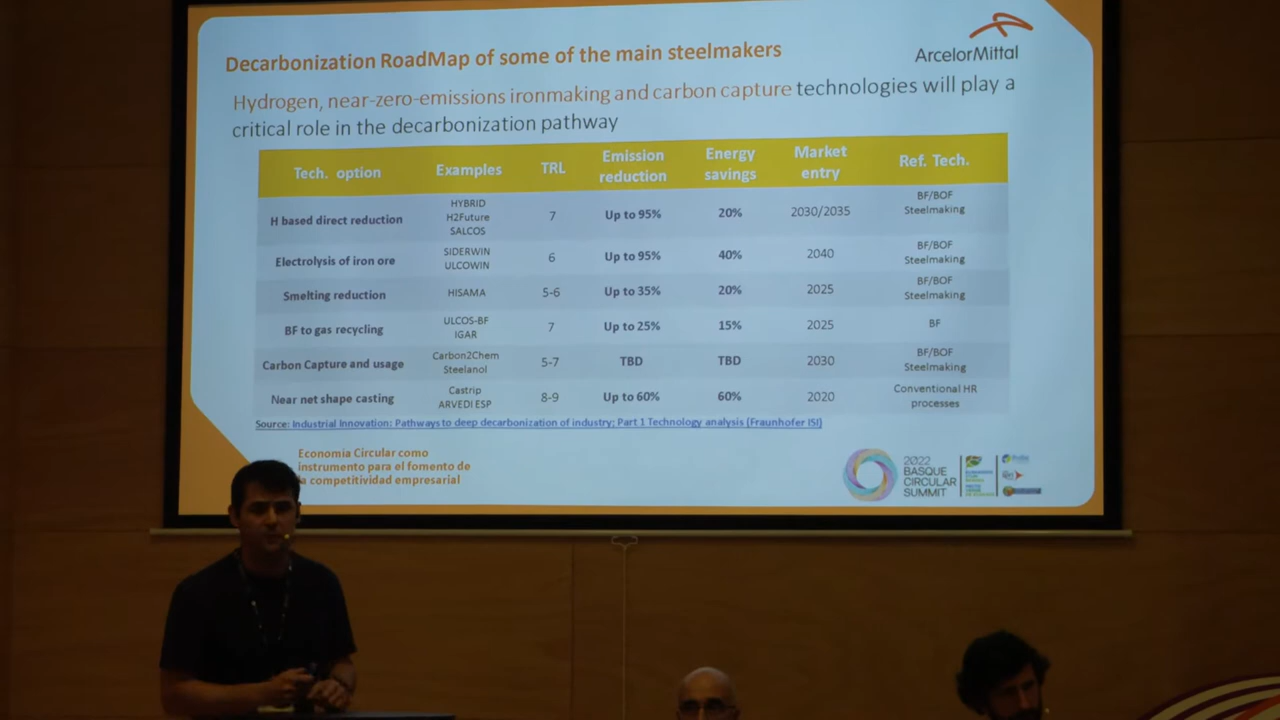 Decarbonization RoadMap of some of the main steelmakers
ArcelorMittal
Hydrogen, near-zero-emissions ironmaking and carbon capture technologies will play a
critical role in the decarbonization pathway
Tech. option Examples TRL Emission reduction Energy savings Market entry Ref. Tech.
H based direct reduction HYBRID H2Future SALCOS 7 Up to 95% 20% 2030/2035 BF/BOF Steelmaking
Electrolysis of iron ore SIDERWIN ULCOWIN 6 Up to 95% 40% 2040 BF/BOF Steelmaking
Smelting reduction HISAMA 5-6 Up to 35% 20% 2025 BF/BOF Steelmaking
BF to gas recycling ULCOS-BF IGAR 7 Up to 25% 15% 2025 BF
Carbon Capture and usage Carbon2Chem Steelanol 5-7 TBD TBD 2030 BF/BOF Steelmaking
Near net shape casting Castrip ARVEDI ESP 8-9 Up to 60% 60% 2020 Conventional HR processes
Source: Industrial Innovation: Pathways to deep decarbonization of industry; Part 1 Technology analysis (Fraunhofer ISI)
Economía Circular como
instrumento para el fomento de
la competitividad empresarial
2022
BASQUE
CIRCULAR
SUMMIT